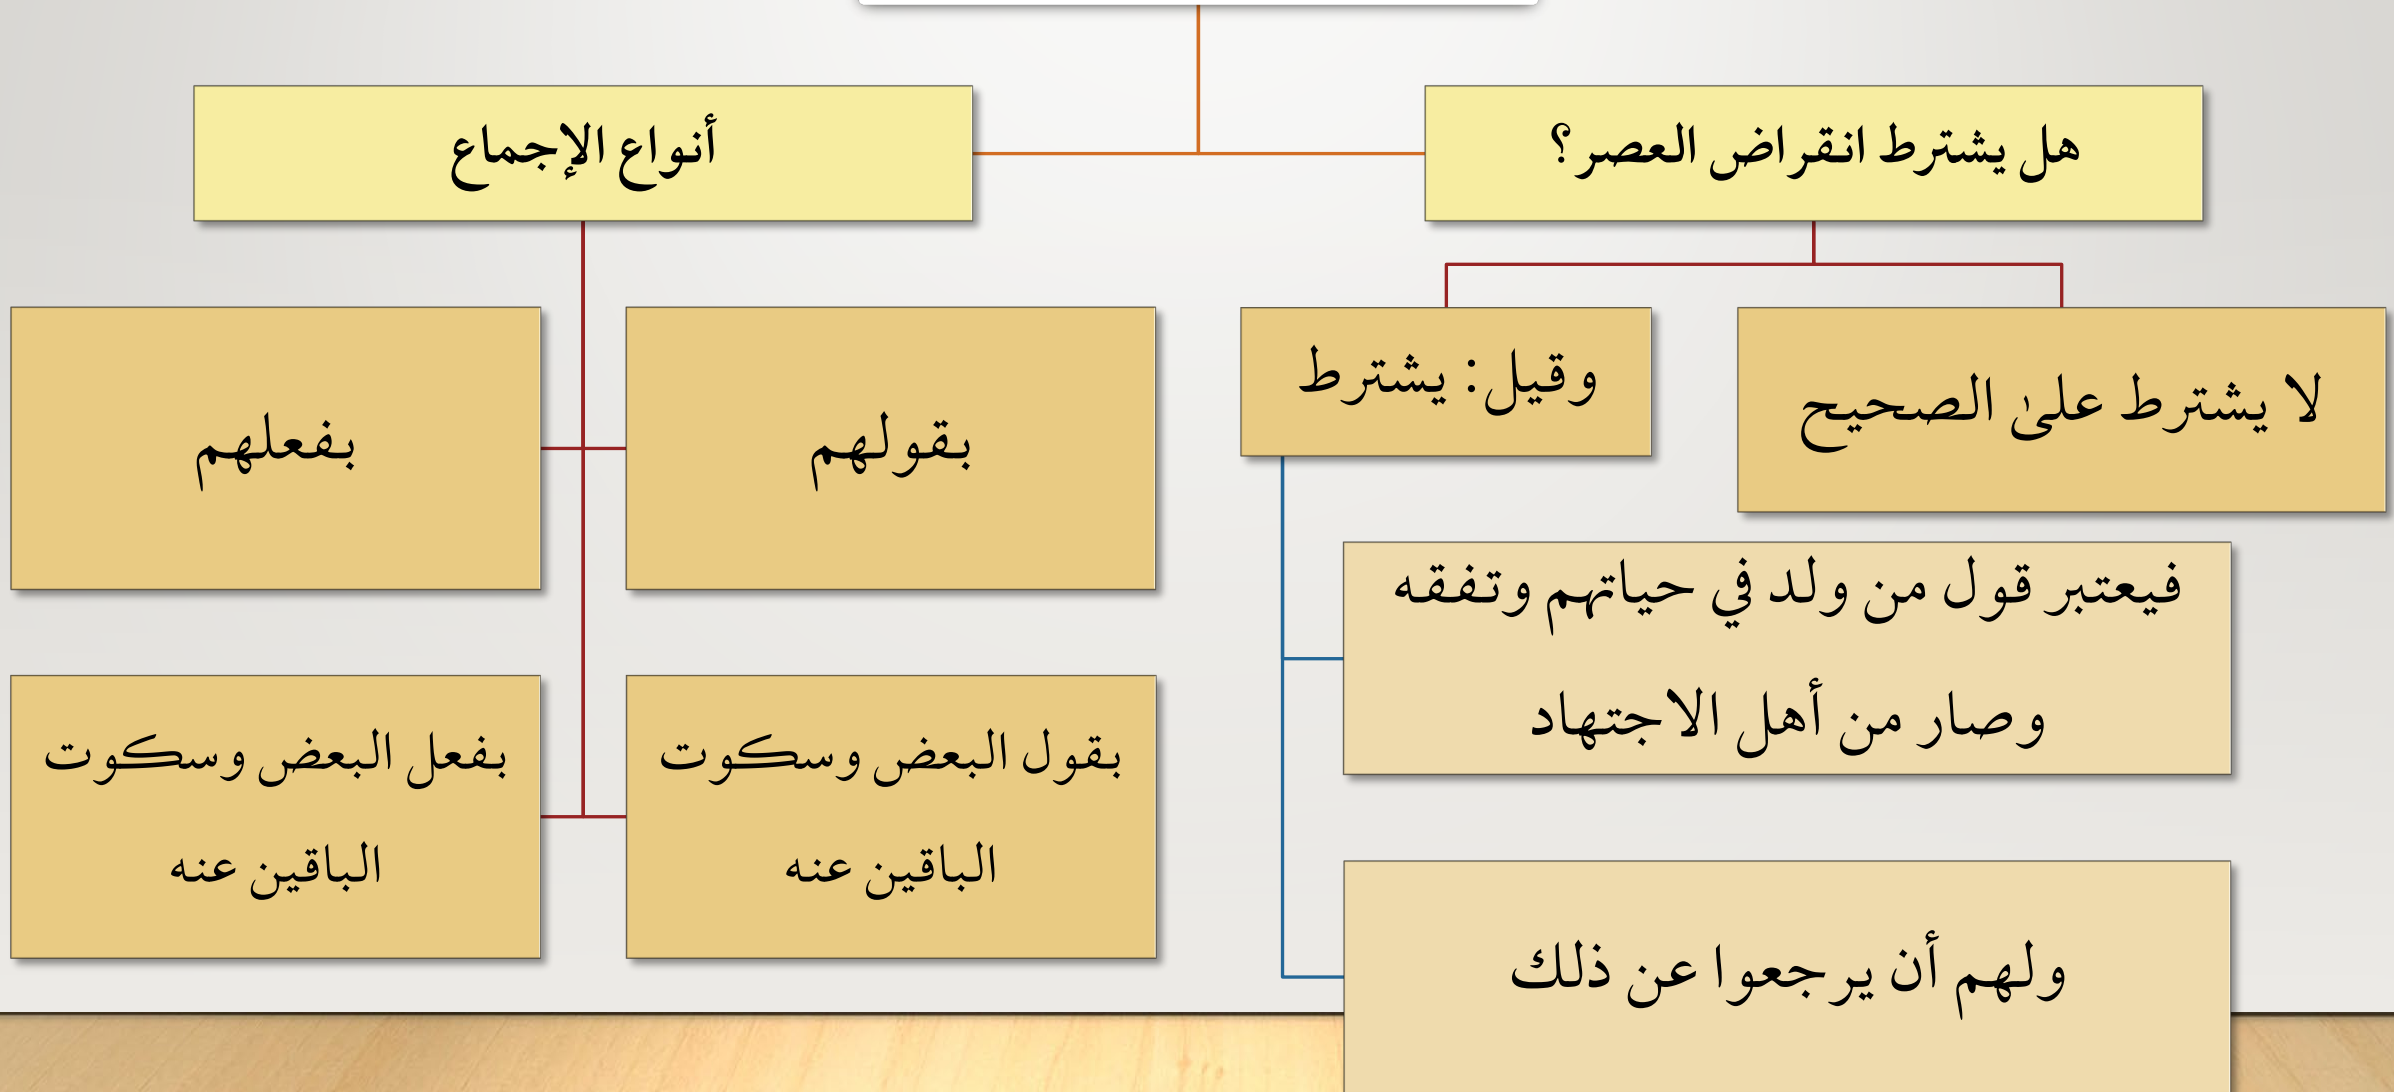 هل يشترط انقراض العصر؟
لا يشترط علىٰ الصحيح
وقيل: يشترط
فيعتبر قول من ولد في حياتهم وتفقه
وصار من أهل الاجتهاد
ولهم أن يرجعوا عن ذلك
أنواع الإجماع
بقولهم
بفعلهم
بقول البعض وسكوت
الباقين عنه
بفعل البعض وسكوت
الباقين عنه